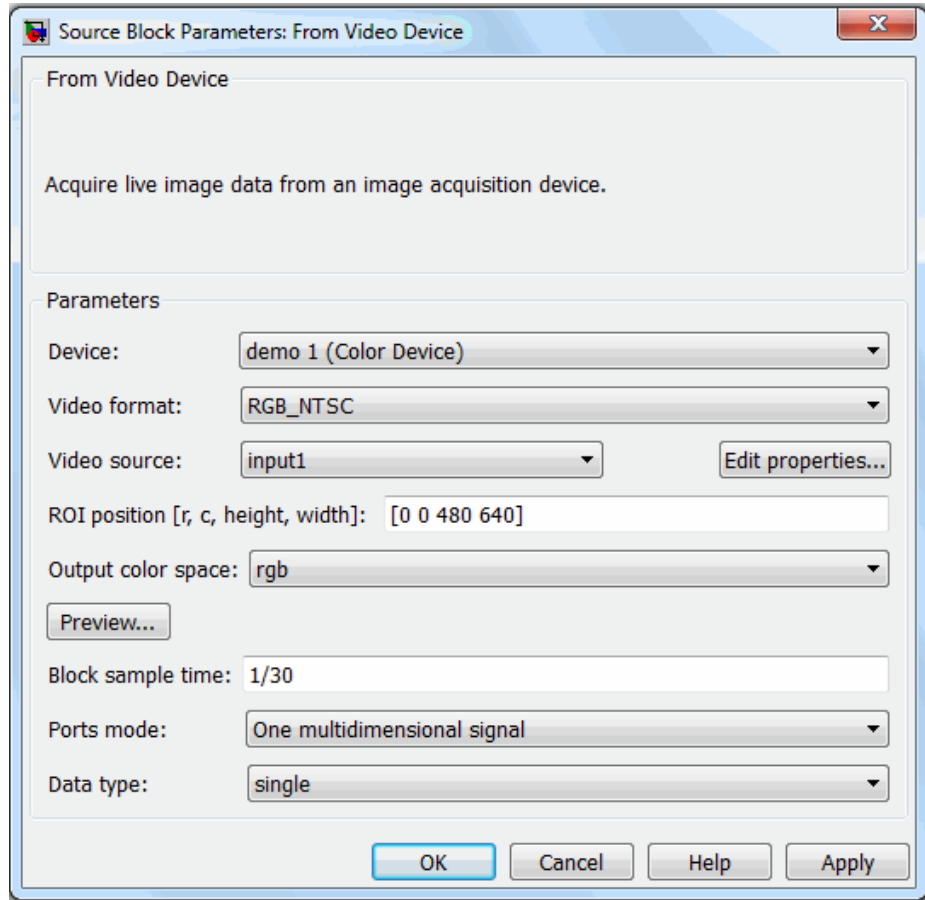 Source Block Parameters: From Video Device
From Video Device
Acquire live image data from an image acquisition device.
Parameters
Device: demo 1 (Color Device)
Video format: RGB_NTSC
Video source: input1 Edit properties...
ROI position [r, c, height, width]: [0 0 480 640]
Output color space: rgb
Preview...
Block sample time: 1/30
Ports mode: One multidimensional signal
Data type: single
OK Cancel Help Apply